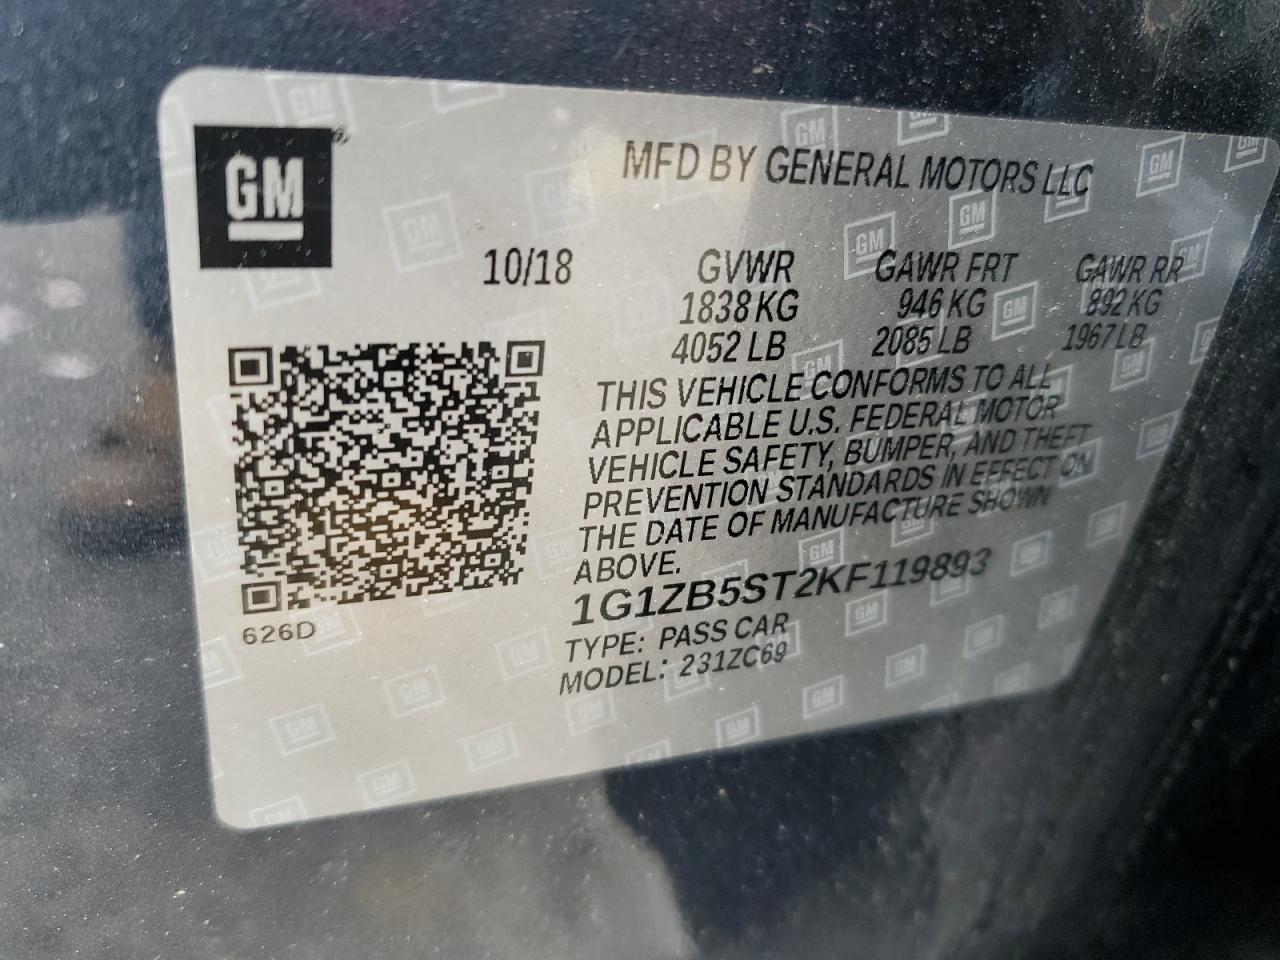 GM
MFD BY GENERAL MOTORS LLC
10/18 GVWR GAWR FRT GAWR RR
1838 KG 946 KG 892 KG
4052 LB 2085 LB 1967 LB
THIS VEHICLE CONFORMS TO ALL
APPLICABLE U.S. FEDERAL MOTOR
VEHICLE SAFETY, BUMPER, AND THEFT
PREVENTION STANDARDS IN EFFECT ON
THE DATE OF MANUFACTURE SHOWN
ABOVE.
1G1ZB5ST2KF119893
626D
TYPE: PASS CAR
MODEL: 231ZC69